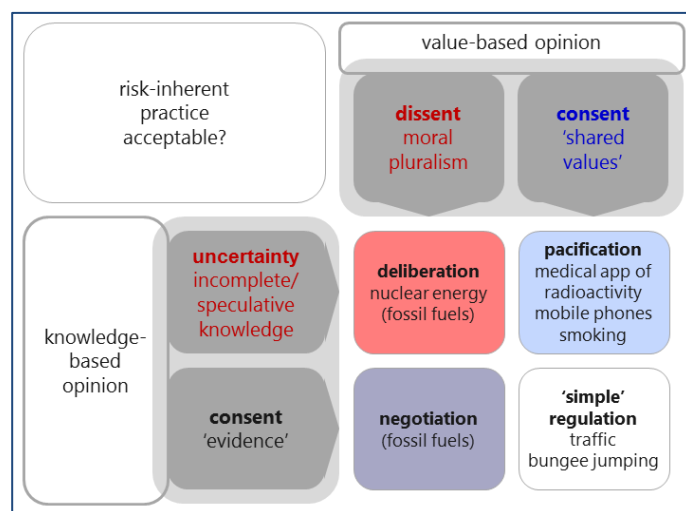 risk-inherent
practice
acceptable?
value-based opinion
dissent
moral
pluralism
consent
‘shared
values’
knowledge-
based
opinion
uncertainty
incomplete/
speculative
knowledge
deliberation
nuclear energy
(fossil fuels)
pacification
medical app of
radioactivity
mobile phones
smoking
consent
‘evidence’
negotiation
(fossil fuels)
‘simple’
regulation
traffic
bungee jumping